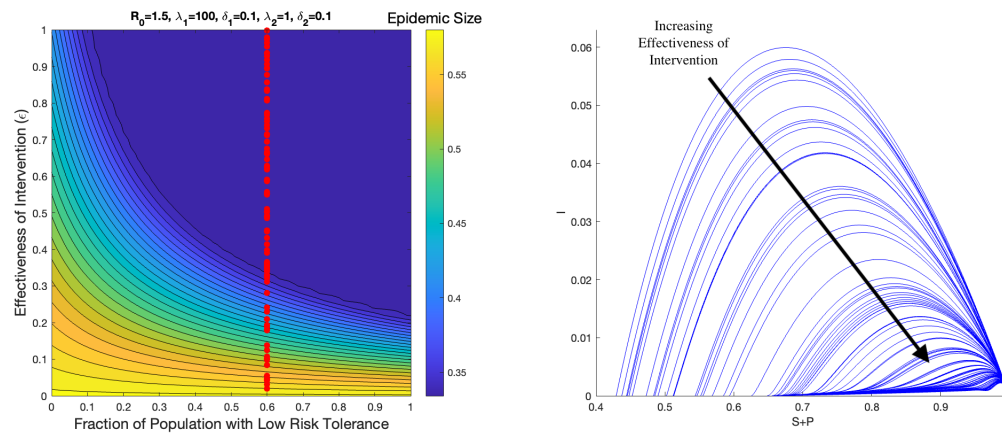 R₀=1.5, λ₁=100, δ₁=0.1, λ₂=1, δ₂=0.1
Epidemic Size
1
0.9
0.8
0.7
0.6
0.5
0.4
0.3
0.2
0.1
0
Effectiveness of Intervention (ϵ)
0 0.1 0.2 0.3 0.4 0.5 0.6 0.7 0.8 0.9 1
Fraction of Population with Low Risk Tolerance
0.55
0.5
0.45
0.4
0.35
0.06
0.05
0.04
0.03
0.02
0.01
0
I
Increasing
Effectiveness of
Intervention
0.4 0.5 0.6 0.7 0.8 0.9
S+P